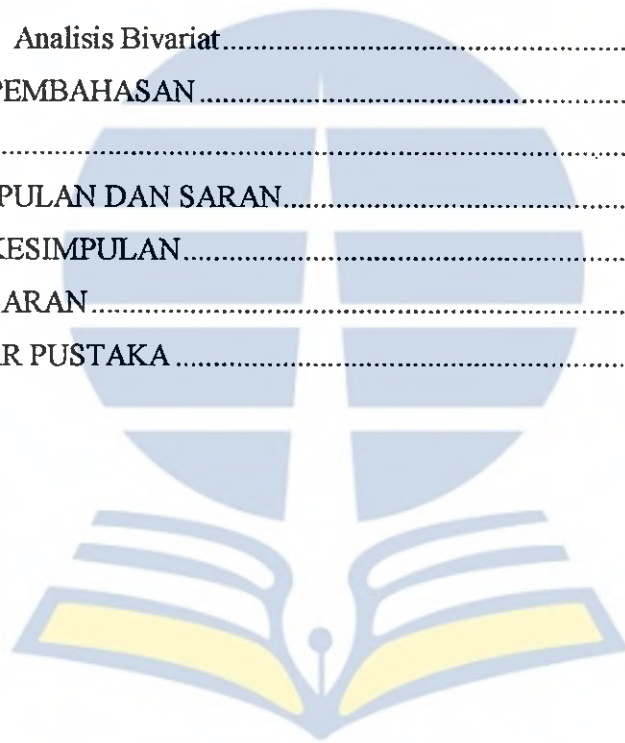 Analisis Bivariat..........................................................................
PEMBAHASAN..........................................................................
..........................................................................
PULAN DAN SARAN..........................................................................
KESIMPULAN..........................................................................
ARAN..........................................................................
R PUSTAKA..........................................................................